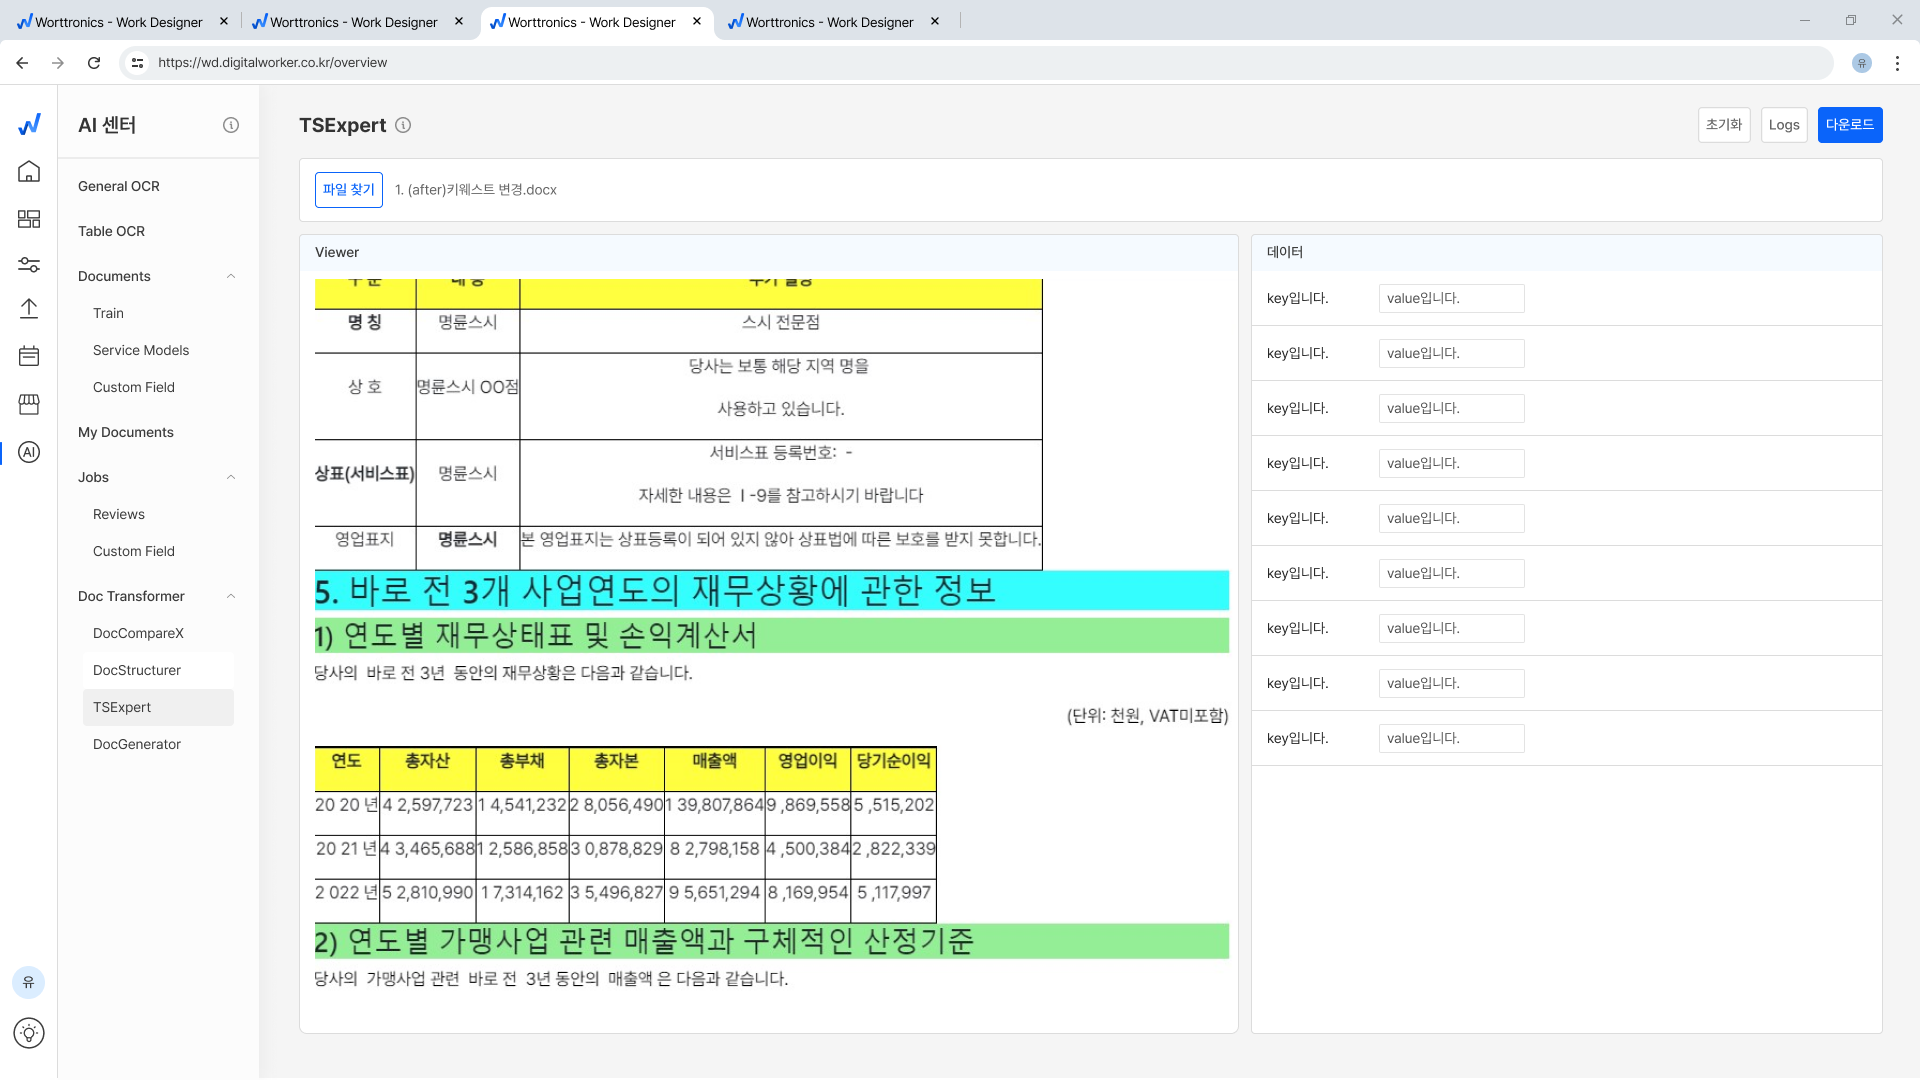 Worttronics - Work Designer
Worttronics - Work Designer
Worttronics - Work Designer
Worttronics - Work Designer
https://wd.digitalworker.co.kr/overview
유
AI 센터
General OCR
Table OCR
Documents
Train
Service Models
Custom Field
My Documents
Jobs
Reviews
Custom Field
Doc Transformer
DocCompareX
DocStructurer
TSExpert
DocGenerator
AI
유
TSExpert
초기화
Logs
다운로드
파일 찾기 1. (after)키웨스트 변경.docx
Viewer
명 칭 명륜스시 스시 전문점
상 호 명륜스시 OO점 당사는 보통 해당 지역 명을
사용하고 있습니다.
상표(서비스표) 명륜스시 서비스표 등록번호: -
자세한 내용은 Ⅰ-9를 참고하시기 바랍니다
영업표지 명륜스시 본 영업표지는 상표등록이 되어 있지 않아 상표법에 따른 보호를 받지 못합니다.
5. 바로 전 3개 사업연도의 재무상황에 관한 정보
1) 연도별 재무상태표 및 손익계산서
당사의 바로 전 3년 동안의 재무상황은 다음과 같습니다.
(단위: 천원, VAT미포함)
연도 총자산 총부채 총자본 매출액 영업이익 당기순이익
20 20 년 4 2,597,723 1 4,541,232 2 8,056,490 1 39,807,864 9 ,869,558 5 ,515,202
20 21 년 4 3,465,688 1 2,586,858 3 0,878,829 8 2,798,158 4 ,500,384 2 ,822,339
2 022 년 5 2,810,990 1 7,314,162 3 5,496,827 9 5,651,294 8 ,169,954 5 ,117,997
2) 연도별 가맹사업 관련 매출액과 구체적인 산정기준
당사의 가맹사업 관련 바로 전 3년 동안의 매출액 은 다음과 같습니다.
데이터
key입니다. value입니다.
key입니다. value입니다.
key입니다. value입니다.
key입니다. value입니다.
key입니다. value입니다.
key입니다. value입니다.
key입니다. value입니다.
key입니다. value입니다.
key입니다. value입니다.